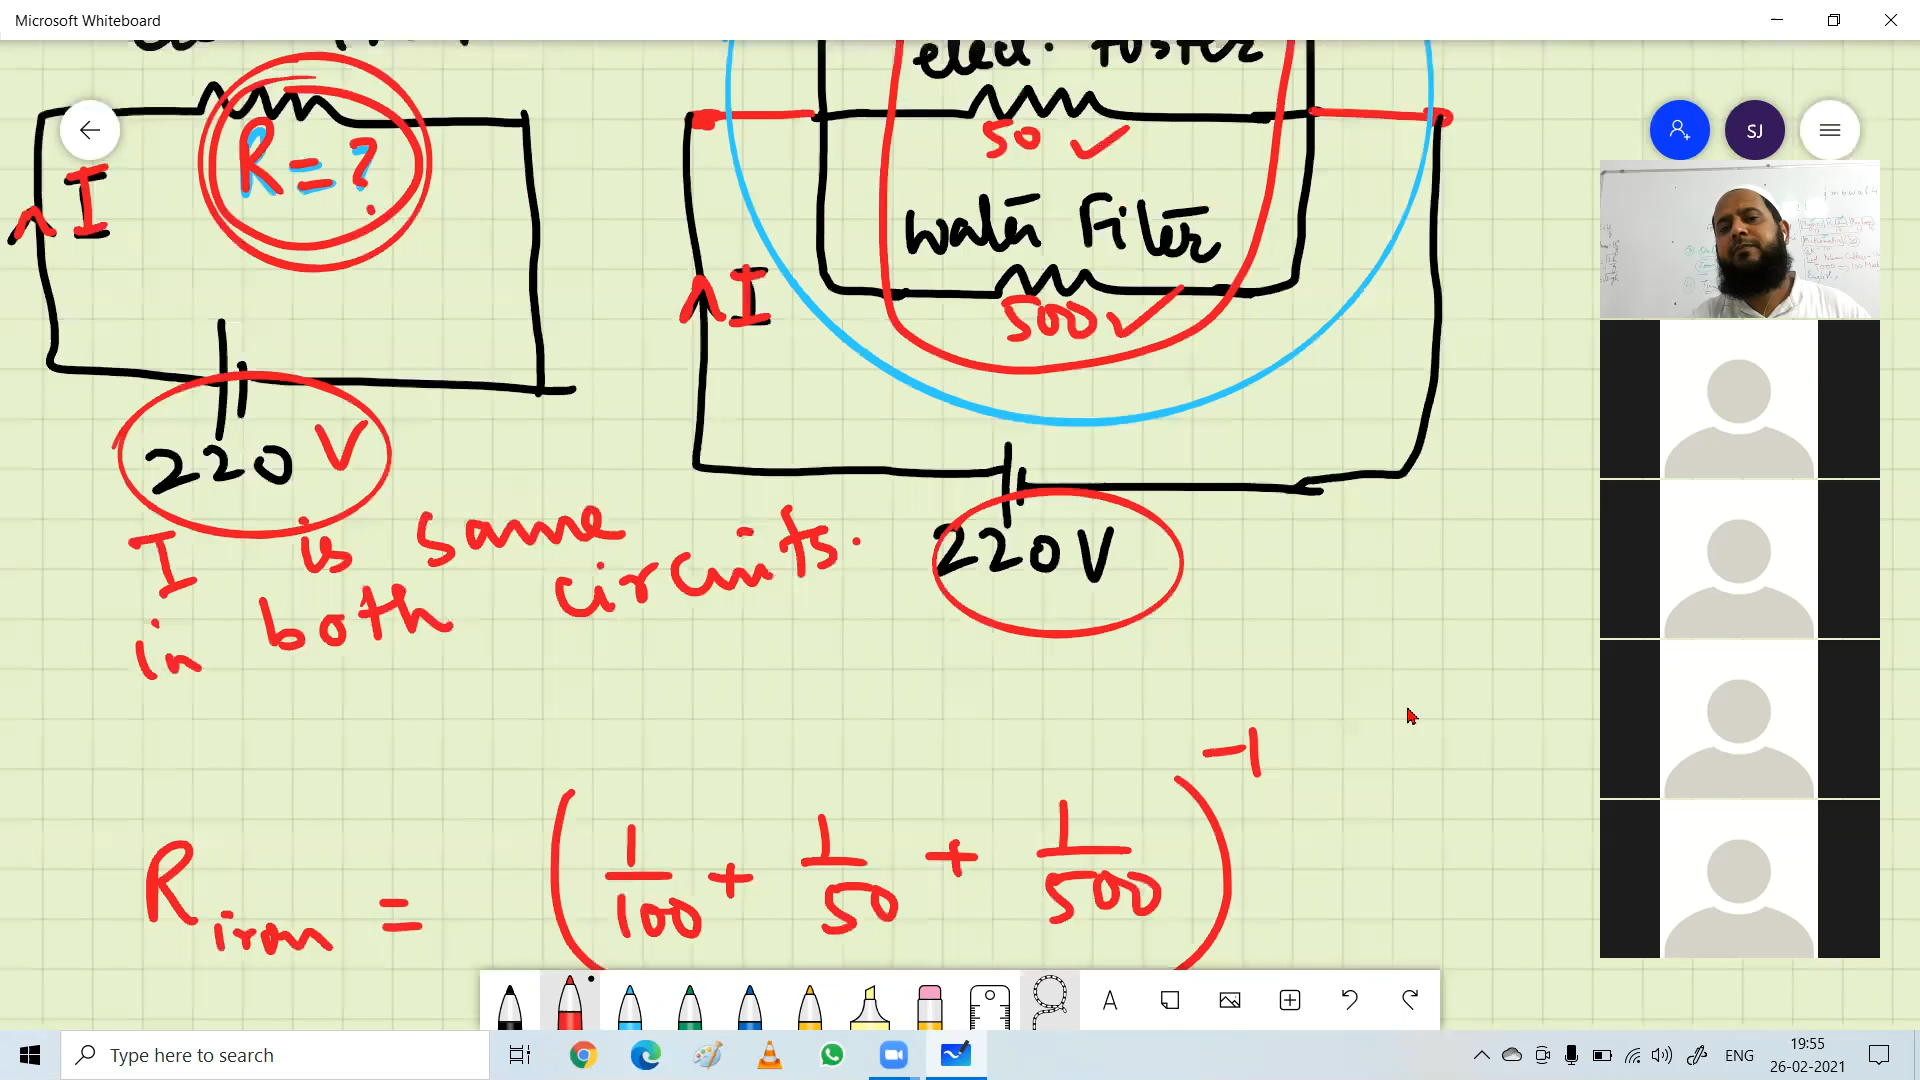 Microsoft Whiteboard
elect. toster
50 ✓
R = ?
I
water Filter
I
500 ✓
220 V
220 V
I is same
in both circuits.
R iron = ( 1/100 + 1/50 + 1/500 ) -1
SJ
A
Type here to search
ENG
19:55
26-02-2021